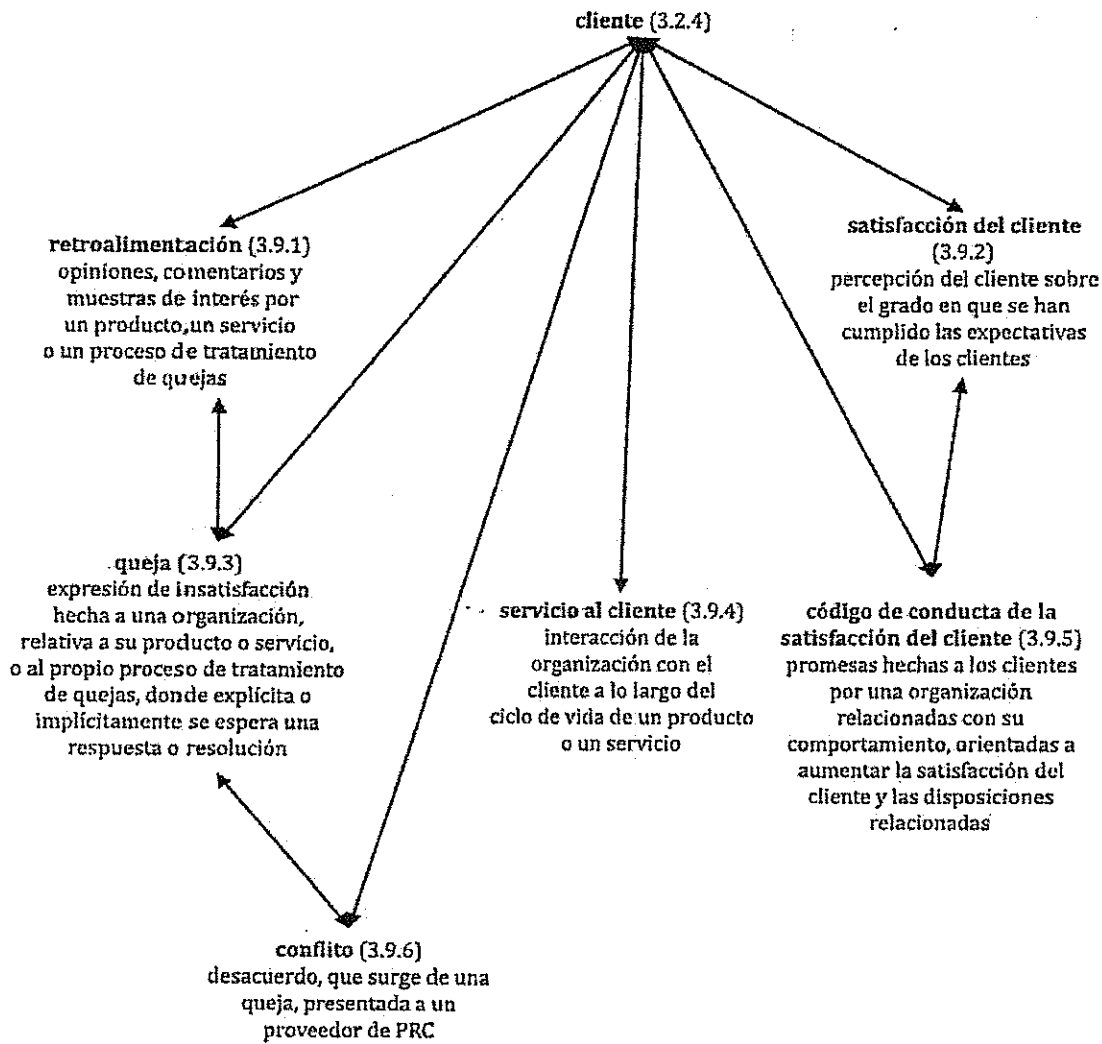 cliente (3.2.4)
retroalimentación (3.9.1)
opiniones, comentarios y
muestras de interés por
un producto,un servicio
o un proceso de tratamiento
de quejas
satisfacción del cliente
(3.9.2)
percepción del cliente sobre
el grado en que se han
cumplido las expectativas
de los clientes
queja (3.9.3)
expresión de insatisfacción
hecha a una organización,
relativa a su producto o servicio,
o al propio proceso de tratamiento
de quejas, donde explícita o
implícitamente se espera una
respuesta o resolución
servicio al cliente (3.9.4)
interacción de la
organización con el
cliente a lo largo del
ciclo de vida de un producto
o un servicio
código de conducta de la
satisfacción del cliente (3.9.5)
promesas hechas a los clientes
por una organización
relacionadas con su
comportamiento, orientadas a
aumentar la satisfacción del
cliente y las disposiciones
relacionadas
conflito (3.9.6)
desacuerdo, que surge de una
queja, presentada a un
proveedor de PRC